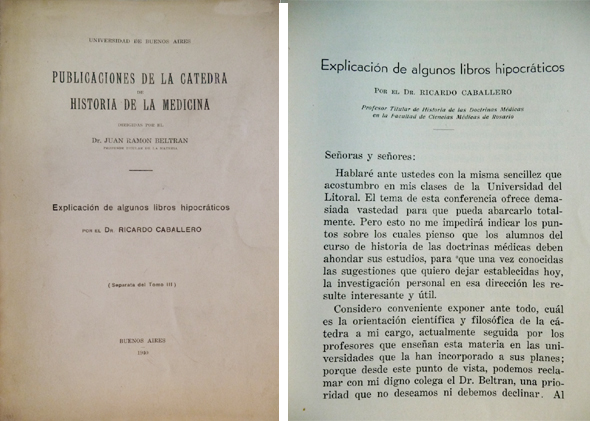 UNIVERSIDAD DE BUENOS AIRES
PUBLICACIONES DE LA CATEDRA
DE
HISTORIA DE LA MEDICINA
DIRIGIDAS POR EL
Dr. JUAN RAMON BELTRAN
PROFESOR TITULAR DE LA MATERIA
Explicación de algunos libros hipocráticos
POR EL DR. RICARDO CABALLERO
(Separata del Tomo III)
BUENOS AIRES
Explicación de algunos libros hipocráticos
POR EL DR. RICARDO CABALLERO
Profesor Titular de Historia de las Doctrinas Médicas
en la Facultad de Ciencias Médicas de Rosario
Señoras y señores:
Hablaré ante ustedes con la misma sencillez que
acostumbro en mis clases de la Universidad del
Litoral. El tema de esta conferencia ofrece dema-
siada vastedad para que pueda abarcarlo total-
mente. Pero esto no me impedirá indicar los pun-
tos sobre los cuales pienso que los alumnos del
curso de historia de las doctrinas médicas deben
ahondar sus estudios, para que una vez conocidas
las sugestiones que quiero dejar establecidas hoy,
la investigación personal en esa dirección les re-
sulte interesante y útil.
Considero conveniente exponer ante todo, cuál
es la orientación científica y filosófica de la cá-
tedra a mi cargo, actualmente seguida por los
profesores que enseñan esta materia en las uni-
versidades que la han incorporado a sus planes;
porque desde este punto de vista, podemos recla-
mar con mi digno colega el Dr. Beltran, una prio-
ridad que no deseamos ni debemos declinar. Al